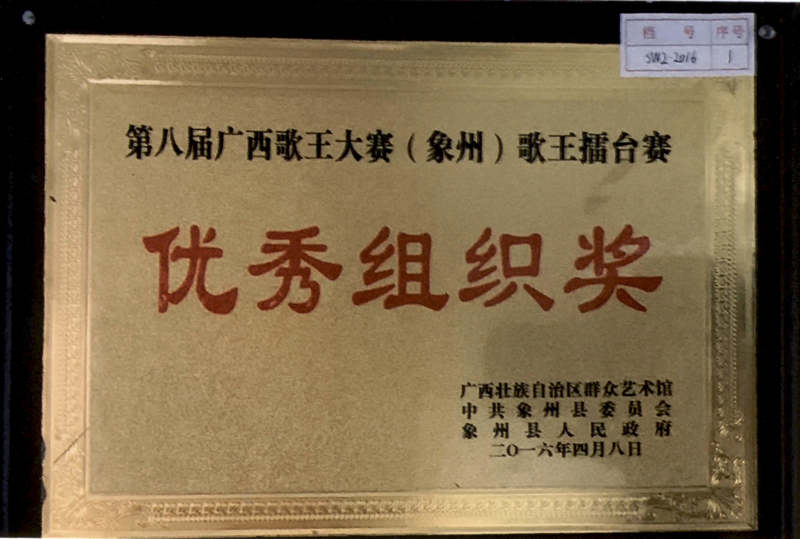 档 号 序号
SW2-2016 1
第八届广西歌王大赛（象州）歌王擂台赛
优秀组织奖
广西壮族自治区群众艺术馆
中共象州县委员会
象州县人民政府
二〇一六年四月八日